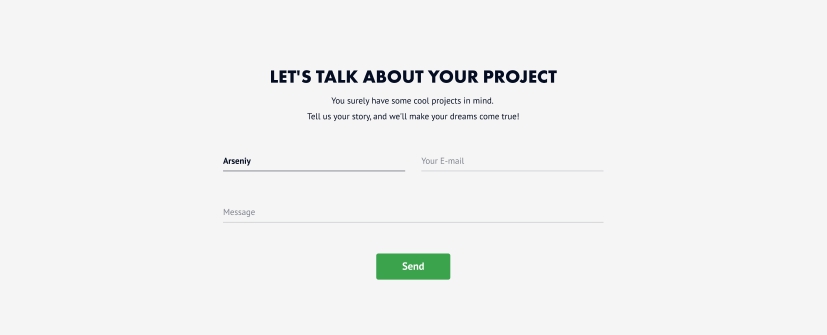 LET'S TALK ABOUT YOUR PROJECT
You surely have some cool projects in mind.
Tell us your story, and we'll make your dreams come true!
Arseniy
Your E-mail
Message
Send